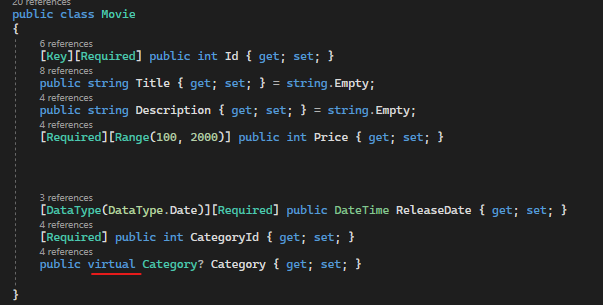 20 references
public class Movie
{
6 references
[Key][Required] public int Id { get; set; }
8 references
public string Title { get; set; } = string.Empty;
4 references
public string Description { get; set; } = string.Empty;
4 references
[Required][Range(100, 2000)] public int Price { get; set; }
3 references
[DataType(DataType.Date)][Required] public DateTime ReleaseDate { get; set; }
4 references
[Required] public int CategoryId { get; set; }
4 references
public virtual Category? Category { get; set; }
}